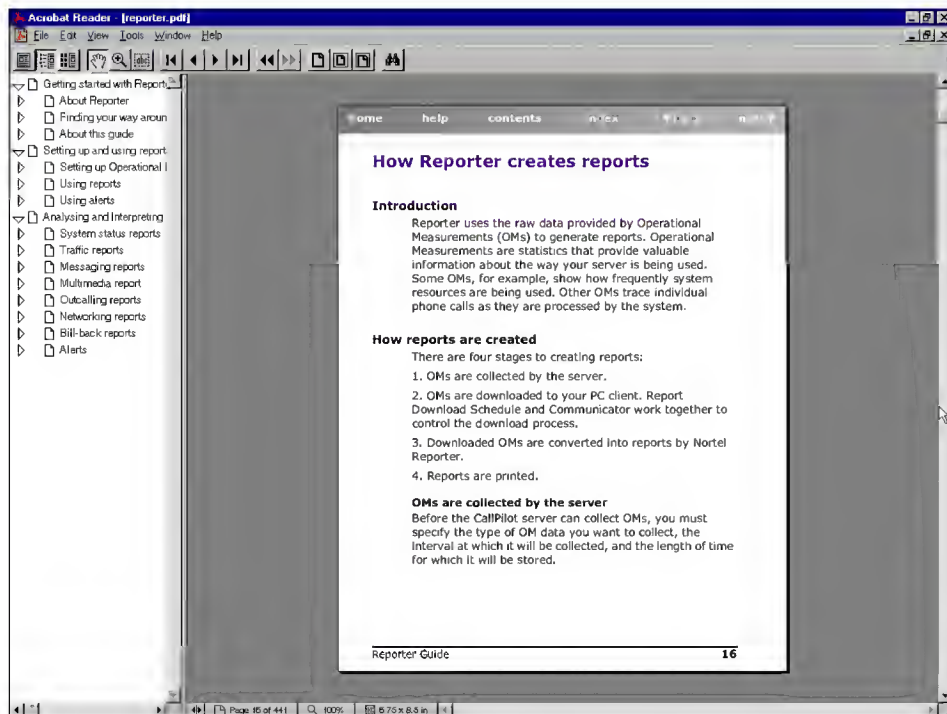 Acrobat Reader - [reporter.pdf]
File Edit View Tools Window Help
Getting started with Report
About Reporter
Finding your way aroun
About this guide
Setting up and using report
Setting up Operational I
Using reports
Using alerts
Analysing and Interpreting
System status reports
Traffic reports
Messaging reports
Multimedia report
Outcalling reports
Networking reports
Bill-back reports
Alerts
ome help contents
How Reporter creates reports
Introduction
Reporter uses the raw data provided by Operational
Measurements (OMs) to generate reports. Operational
Measurements are statistics that provide valuable
information about the way your server is being used.
Some OMs, for example, show how frequently system
resources are being used. Other OMs trace individual
phone calls as they are processed by the system.
How reports are created
There are four stages to creating reports:
1. OMs are collected by the server.
2. OMs are downloaded to your PC client. Report
Download Schedule and Communicator work together to
control the download process.
3. Downloaded OMs are converted into reports by Nortel
Reporter.
4. Reports are printed.
OMs are collected by the server
Before the CallPilot server can collect OMs, you must
specify the type of OM data you want to collect, the
interval at which it will be collected, and the length of time
for which it will be stored.
Reporter Guide 16
Page 16 of 441 100% 6.75 x 8.5 in